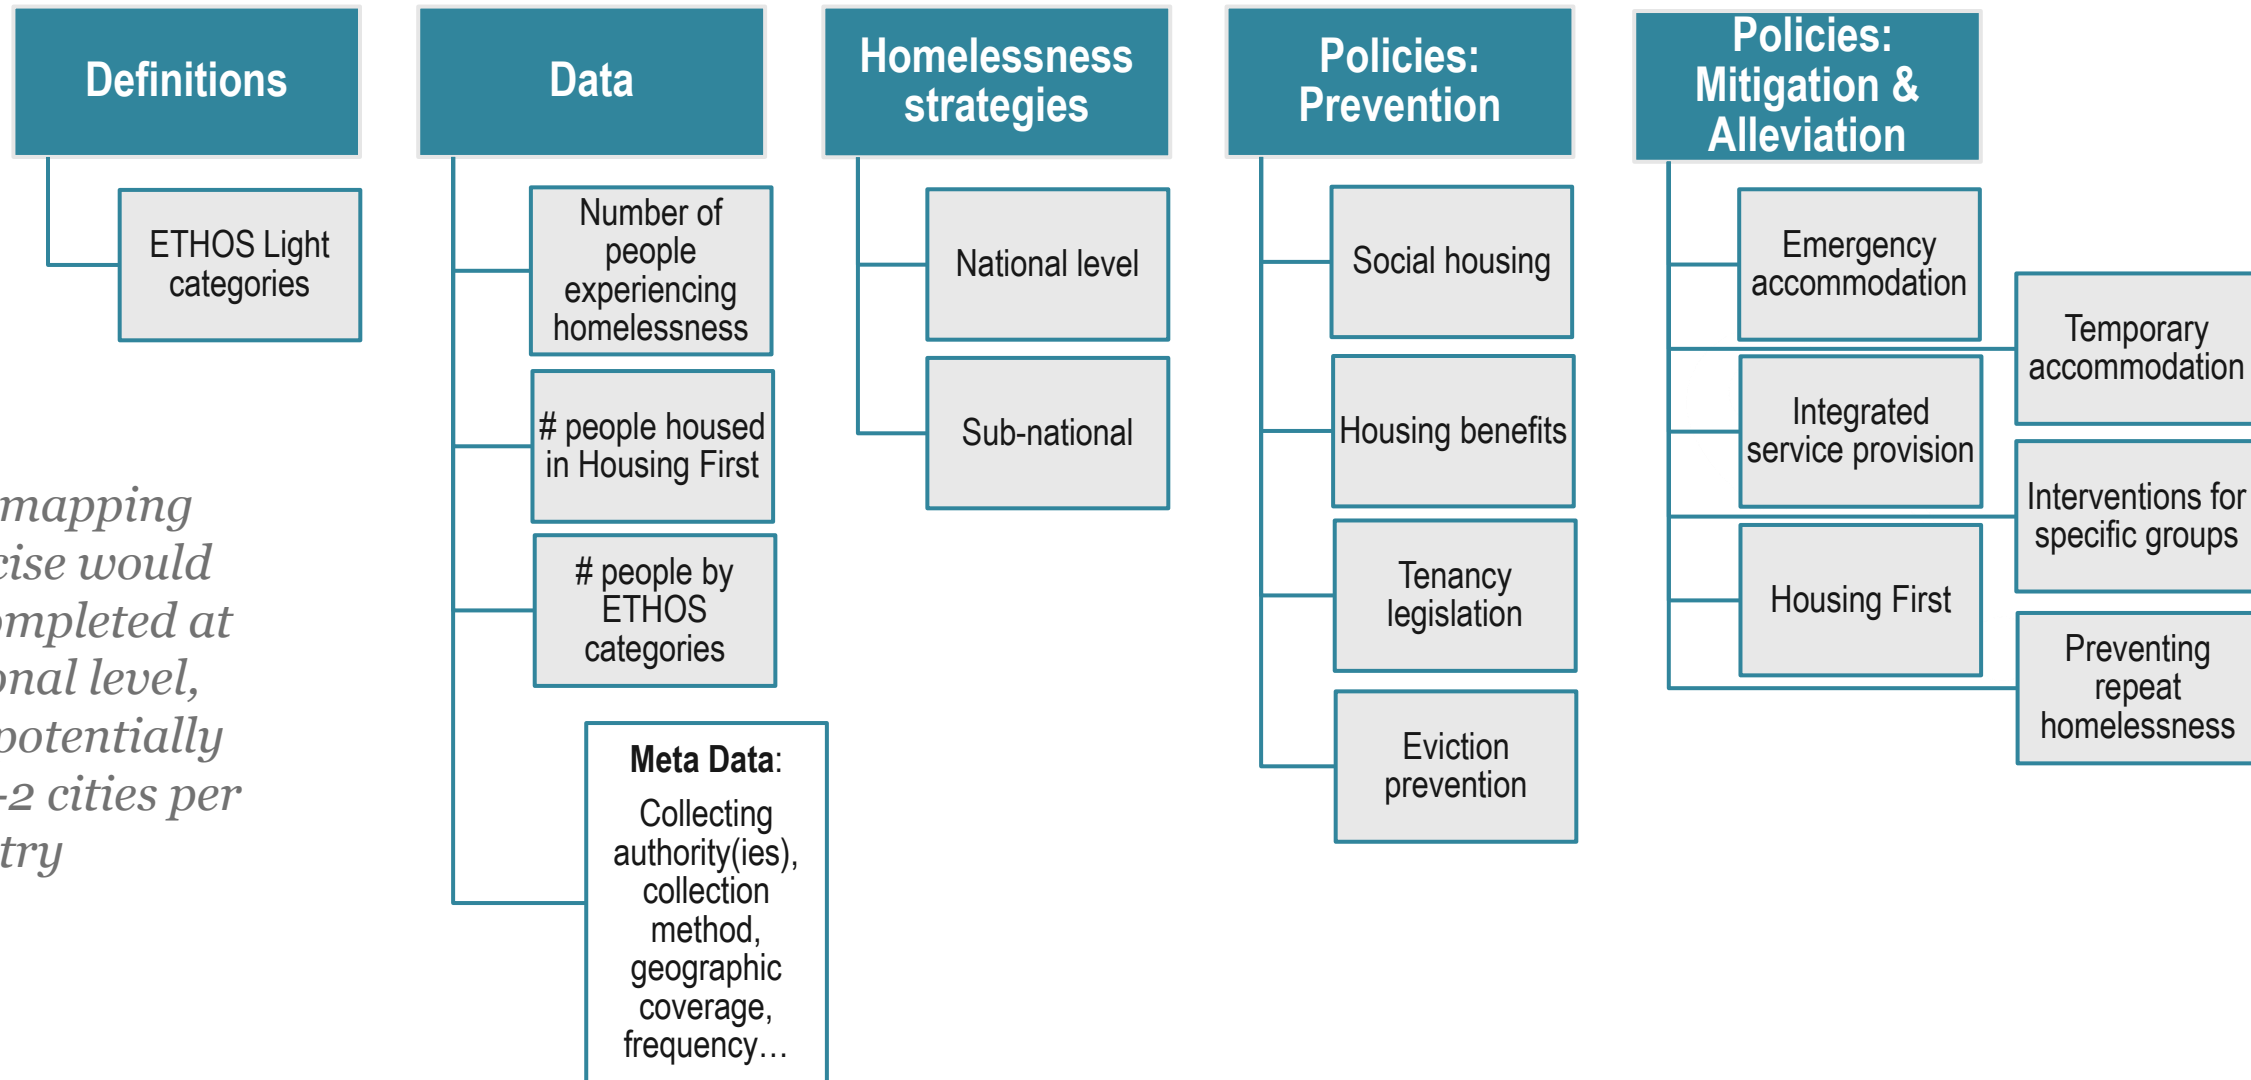 Definitions
ETHOS Light
categories
Data
Number of
people
experiencing
homelessness
# people housed
in Housing First
# people by
ETHOS
categories
Meta Data:
Collecting
authority(ies),
collection
method,
geographic
coverage,
frequency…
Homelessness
strategies
National level
Sub-national
Policies:
Prevention
Social housing
Housing benefits
Tenancy
legislation
Eviction
prevention
Policies:
Mitigation &
Alleviation
Emergency
accommodation
Temporary
accommodation
Integrated
service provision
Interventions for
specific groups
Housing First
Preventing
repeat
homelessness
mapping
would
at
level,
potentially
-2 cities per